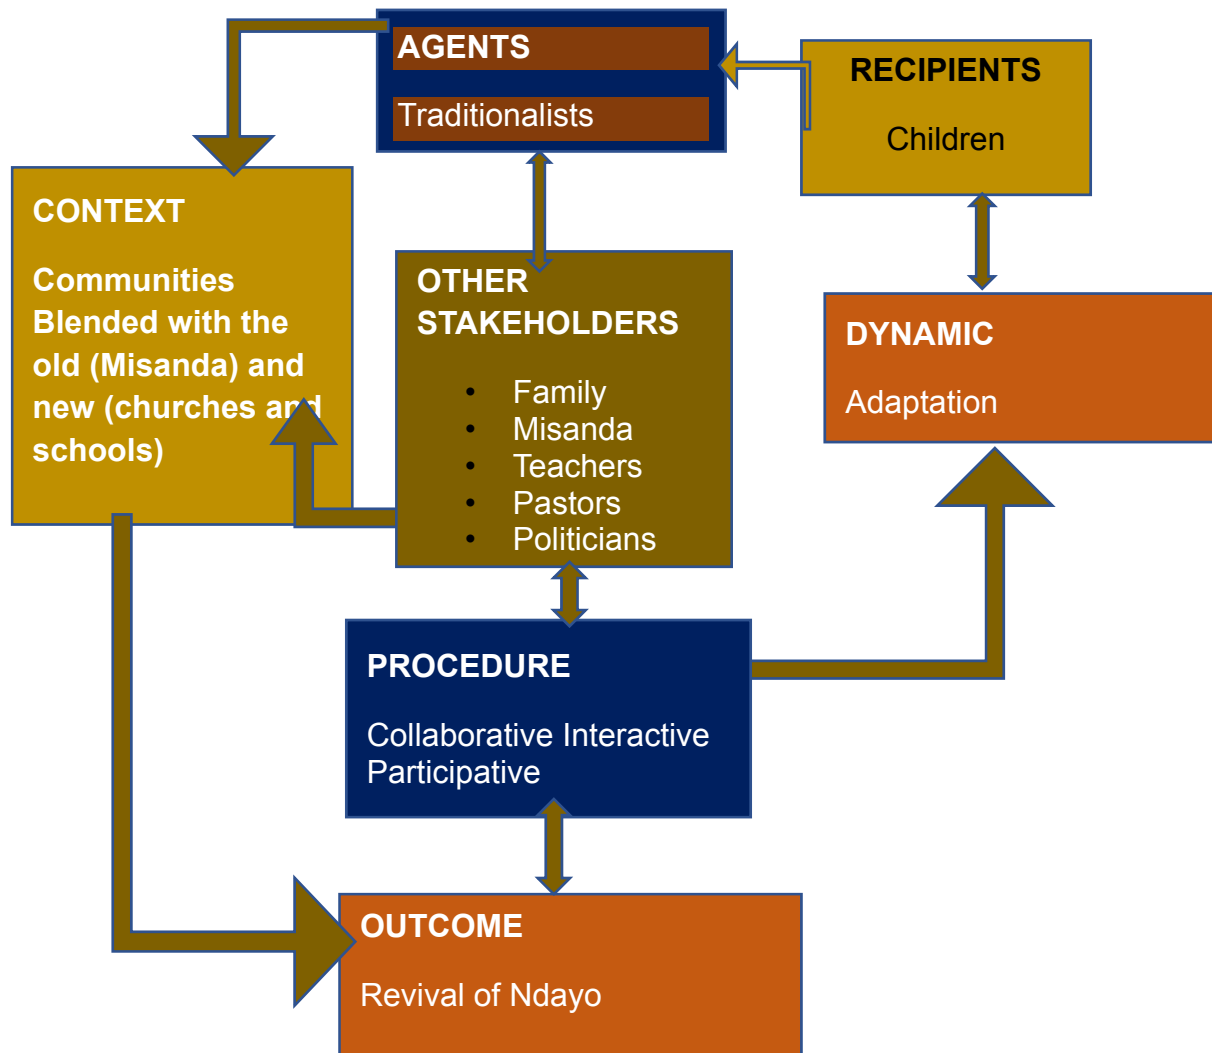 AGENTS
Traditionalists
RECIPIENTS
Children
CONTEXT
Communities
Blended with the
old (Misanda) and
new (churches and
schools)
OTHER
STAKEHOLDERS
• Family
• Misanda
• Teachers
• Pastors
• Politicians
DYNAMIC
Adaptation
PROCEDURE
Collaborative Interactive
Participative
OUTCOME
Revival of Ndayo